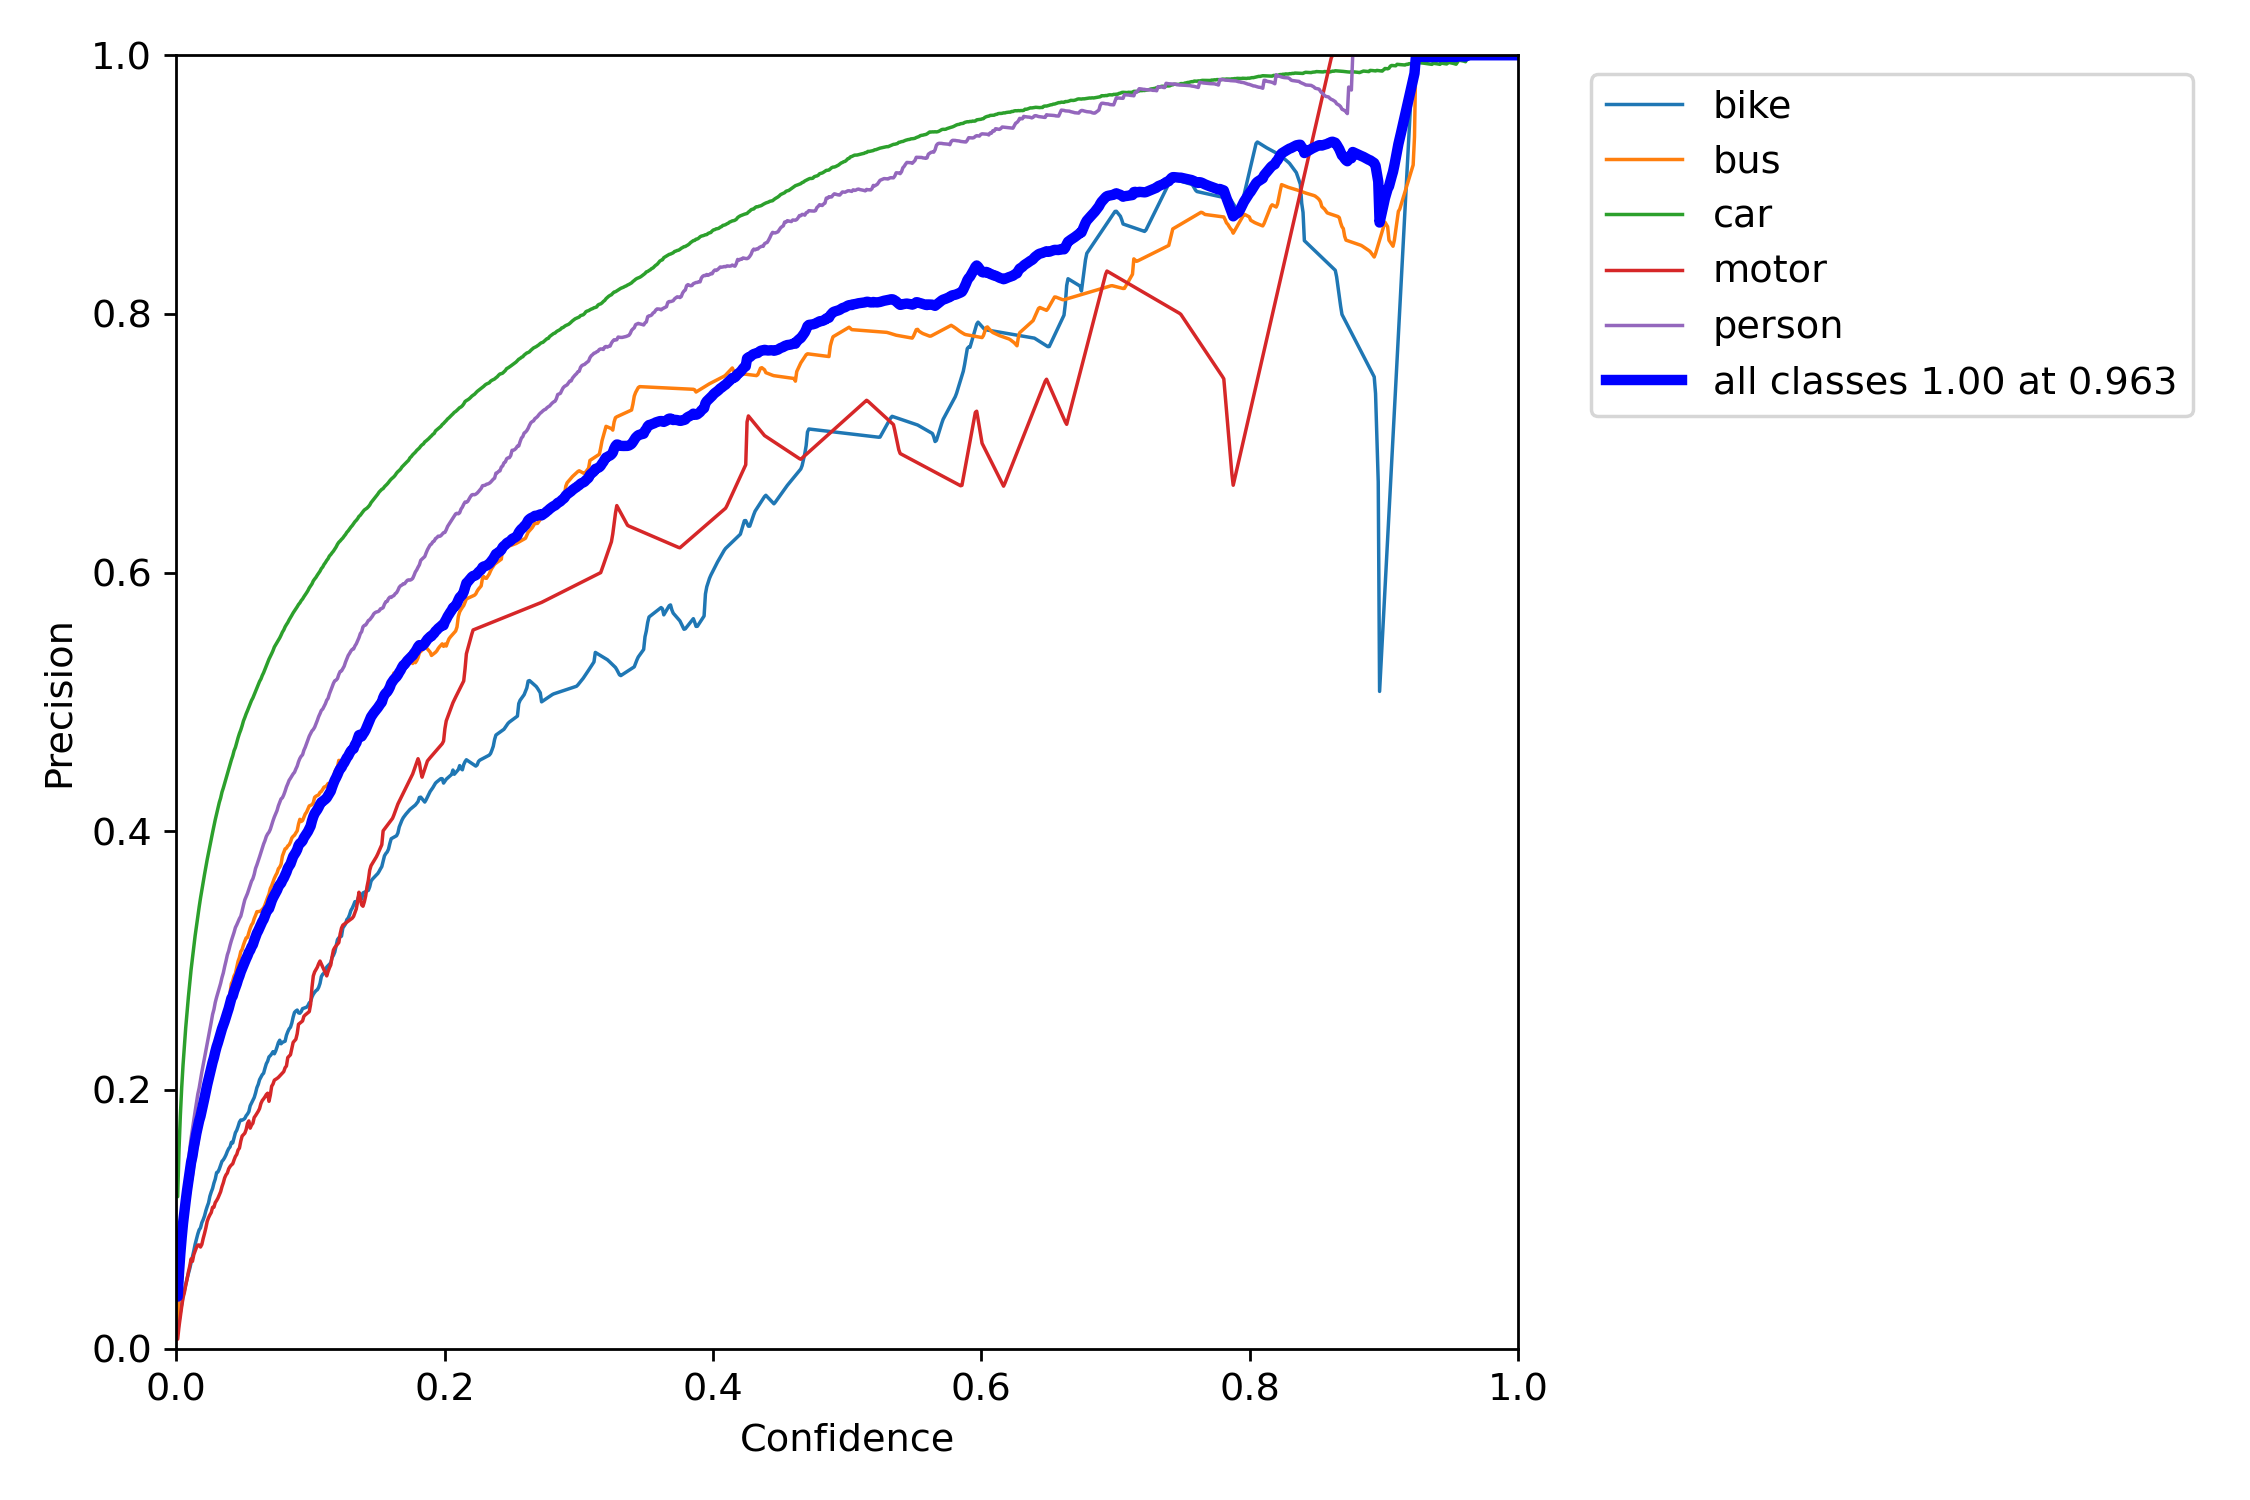 1.0
0.8
0.6
0.4
0.2
0.0
Precision
0.0 0.2 0.4 0.6 0.8 1.0
Confidence
bike
bus
car
motor
person
all classes 1.00 at 0.963